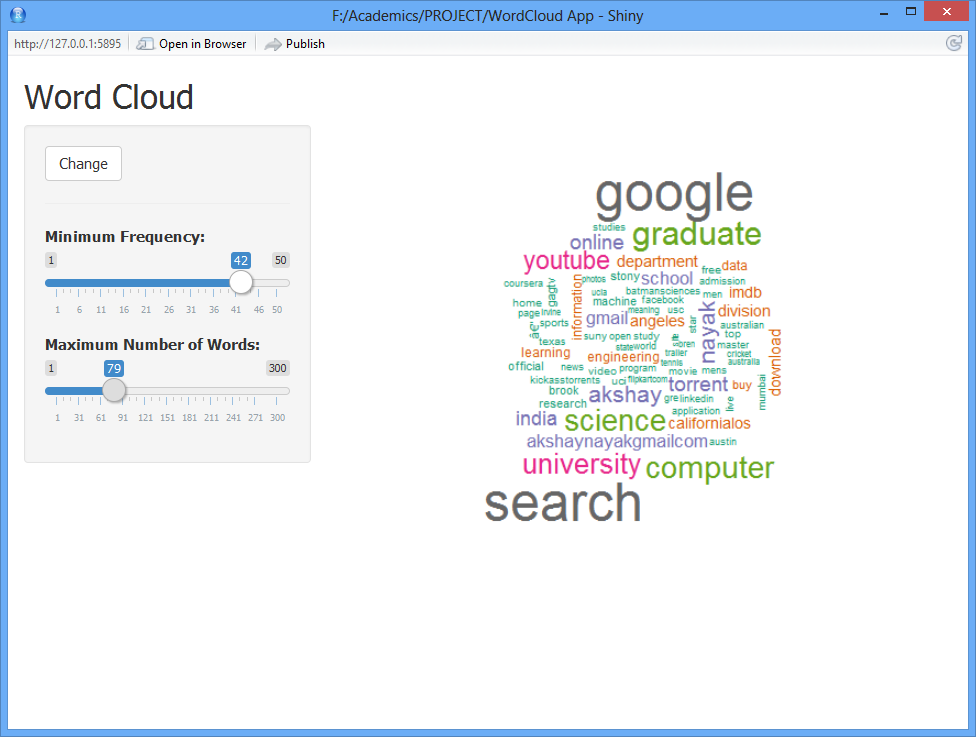 F:/Academics/PROJECT/WordCloud App - Shiny
http://127.0.0.1:5895 Open in Browser Publish
Word Cloud
Change
Minimum Frequency:
1 42 50
1 6 11 16 21 26 31 36 41 46 50
Maximum Number of Words:
1 79 300
1 31 61 91 121 151 181 211 241 271 300
google
studies
graduate
online
youtube
department
free
data
photos
stony
school
admission
coursera
gagtv
information
ucla
batmansciences
men
imdb
home
machine
facebook
page
irvine
gmail
meaning
usc
division
sports
angeles
star
nayak
australian
texas
suny
open
study
top
learning
state
world
life
bren
master
engineering
trailer
cricket
download
official
news
video
program
tennis
australia
movie
mens
kickasstorrents
uci
flipkartcom
torrent
buy
mumbai
brook
akshay
gre
linkedin
live
research
application
india
science
californialos
akshaynayakgmailcom
austin
university
computer
search